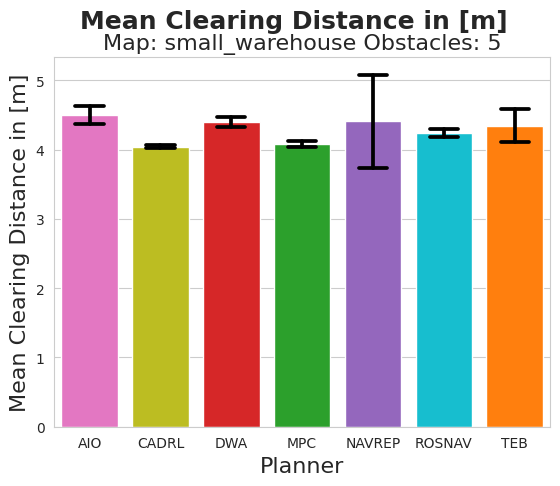 Mean Clearing Distance in [m]
Map: small_warehouse Obstacles: 5
Mean Clearing Distance in [m]
5
4
3
2
1
0
AIO CADRL DWA MPC NAVREP ROSNAV TEB
Planner